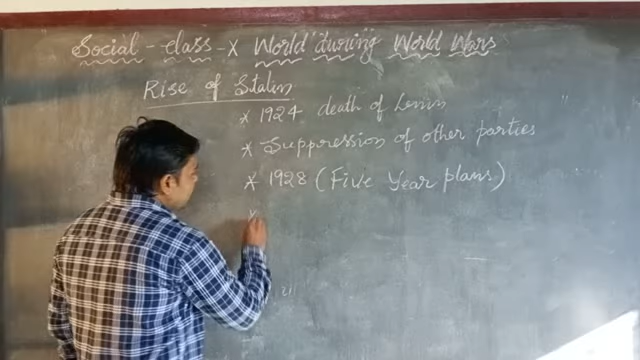 Social - class - X World during World Wars
Rise of Stalin
* 1924 death of Lenin
* Suppression of other parties
* 1928 (Five Year plans)